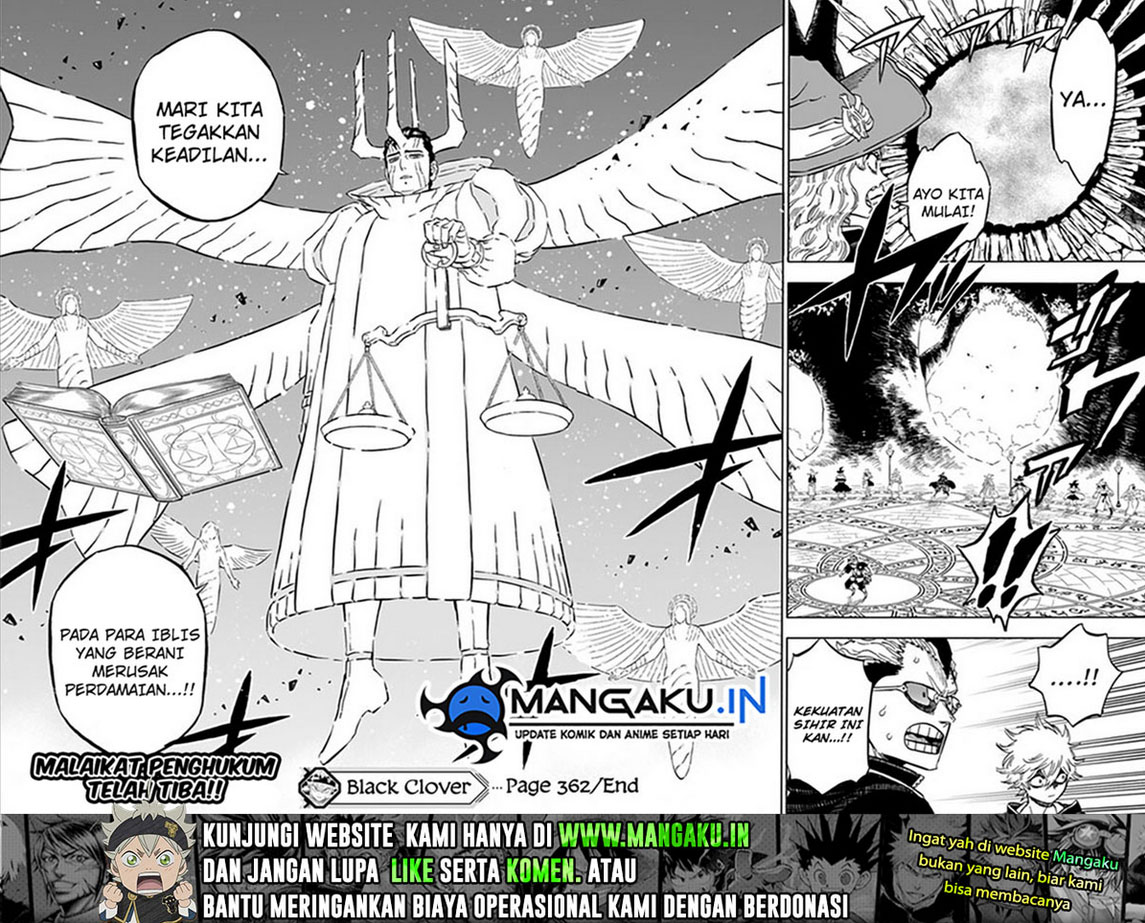 YA...
AYO KITA
MULAI!
KEKUATAN
SIHIR INI
KAN...!!
....!!
MARI KITA
TEGAKKAN
KEADILAN...
PADA PARA IBLIS
YANG BERANI
MERUSAK
PERDAMAIAN...!!
MALAIKAT PENGHUKUM
TELAH TIBA!!
MANGAKU.IN
UPDATE KOMIK DAN ANIME SETIAP HARI
Black Clover ... Page 362/End
KUNJUNGI WEBSITE KAMI HANYA DI WWW.MANGAKU.IN
DAN JANGAN LUPA LIKE SERTA KOMEN. ATAU
BANTU MERINGANKAN BIAYA OPERASIONAL KAMI DENGAN BERDONASI
Ingat yah di website Mangaku
bukan yang lain, biar kami
bisa membacanya